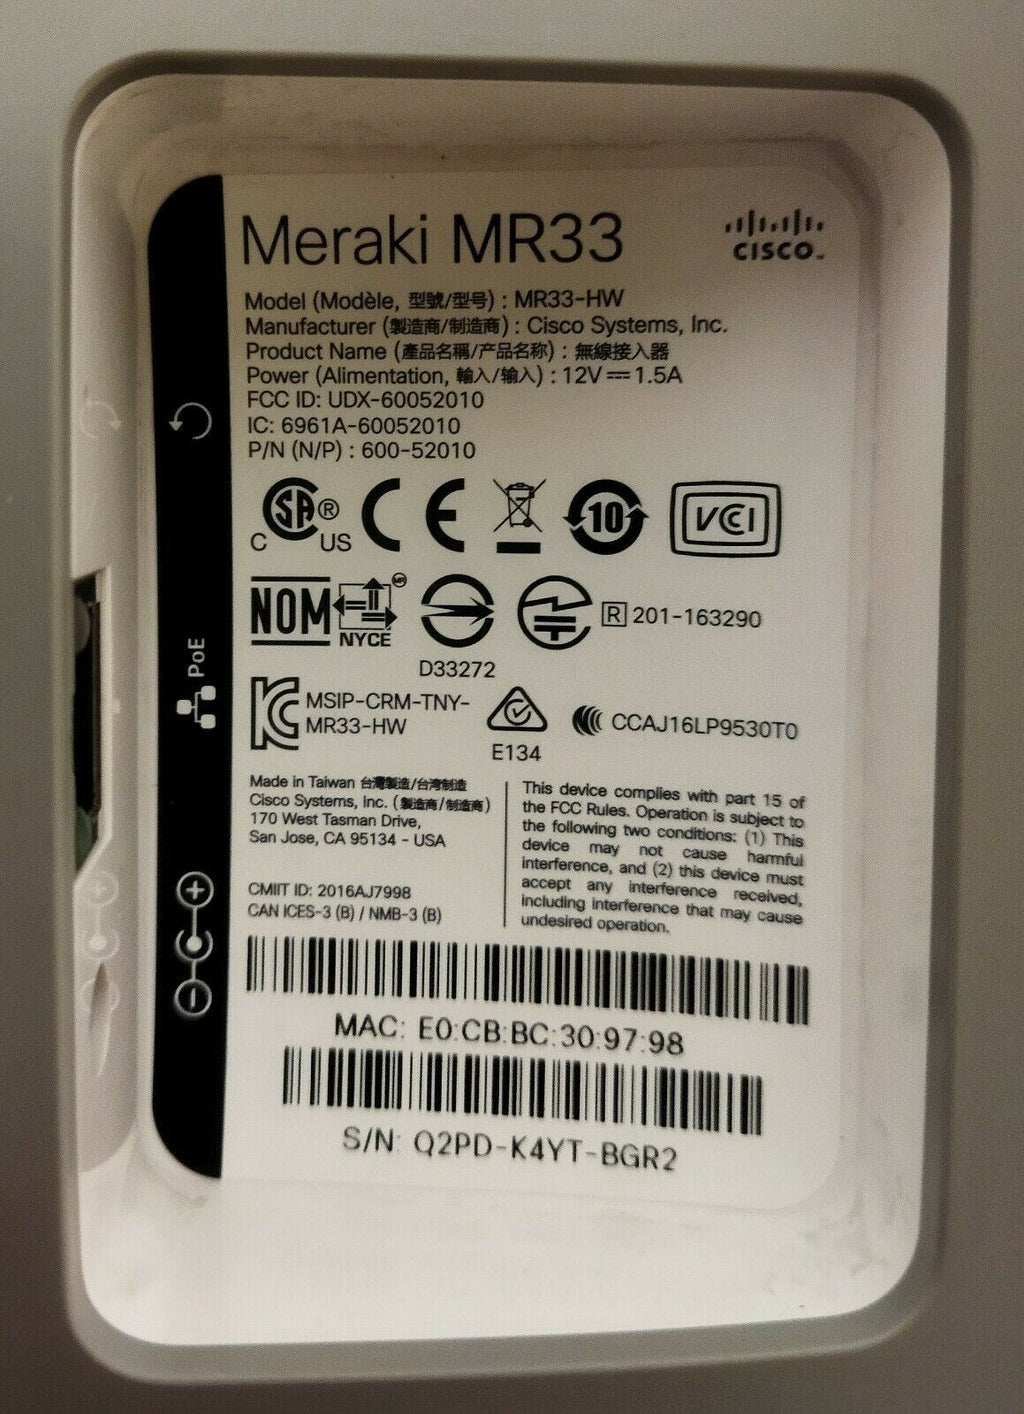 Meraki MR33
CISCO™
Model (Modèle, 型號/型号) : MR33-HW
Manufacturer (製造商/制造商) : Cisco Systems, Inc.
Product Name (產品名稱/产品名称) : 無線接入器
Power (Alimentation, 輸入/输入) : 12V ⎓ 1.5A
FCC ID: UDX-60052010
IC: 6961A-60052010
P/N (N/P) : 600-52010
C SA ® US CE 10 VCCI
NOM NYCE MR
D33272
R 201-163290
KC MSIP-CRM-TNY-
MR33-HW
E134
CCAJ16LP9530T0
Made in Taiwan 台灣製造/台湾制造
Cisco Systems, Inc. (製造商/制造商)
170 West Tasman Drive,
San Jose, CA 95134 - USA
CMIIT ID: 2016AJ7998
CAN ICES-3 (B) / NMB-3 (B)
This device complies with part 15 of
the FCC Rules. Operation is subject to
the following two conditions: (1) This
device may not cause harmful
interference, and (2) this device must
accept any interference received,
including interference that may cause
undesired operation.
MAC: E0:CB:BC:30:97:98
S/N: Q2PD-K4YT-BGR2
PoE